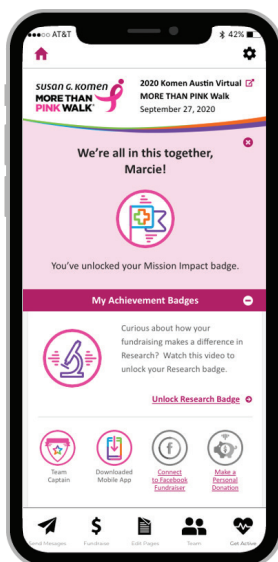 AT&T 42%
SUSAN G. KOMEN
MORE THAN
PINK WALK
2020 Komen Austin Virtual
MORE THAN PINK Walk
September 27, 2020
We're all in this together,
Marcie!
You've unlocked your Mission Impact badge.
My Achievement Badges
Curious about how your
fundraising makes a difference in
Research? Watch this video to
unlock your Research badge.
Unlock Research Badge
Team
Captain
Downloaded
Mobile App
Connect
to Facebook
Fundraiser
Make a
Personal
Donation
Send Mesages Fundraise Edit Pages Team Get Active